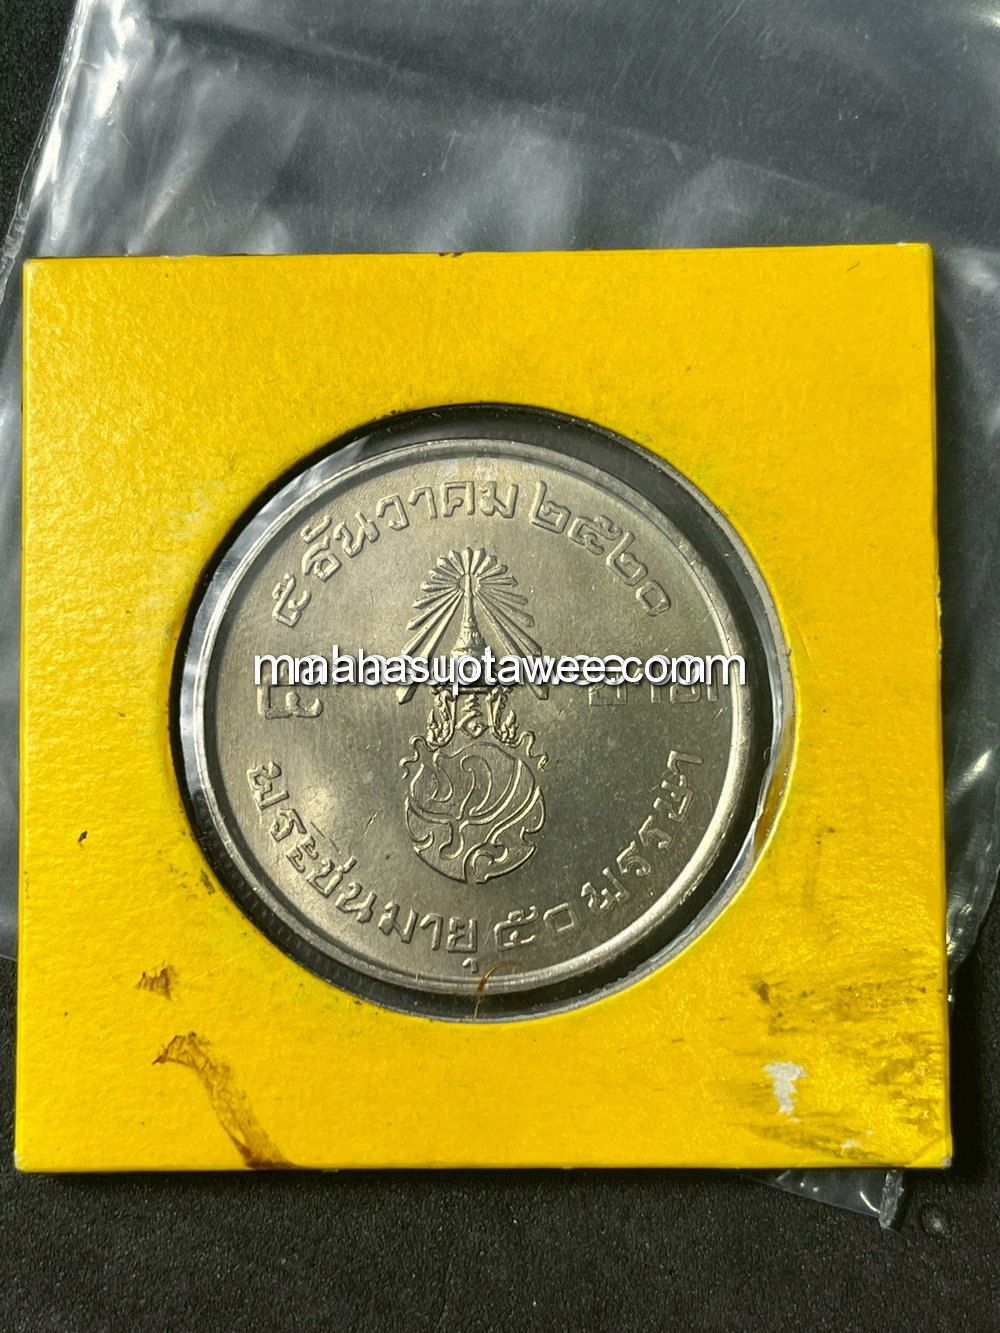 ๕ ธันวาคม ๒๕๒๐
๕ บาท
mahasuptawee.com
พระชนมายุ ๕๐ พรรษา